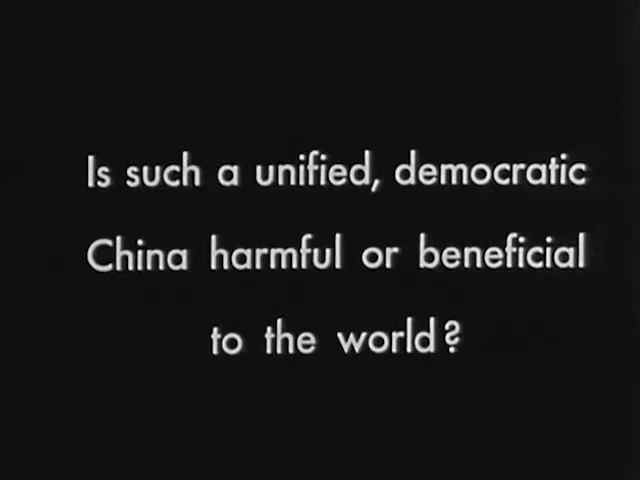 Is such a unified, democratic
China harmful or beneficial
to the world?